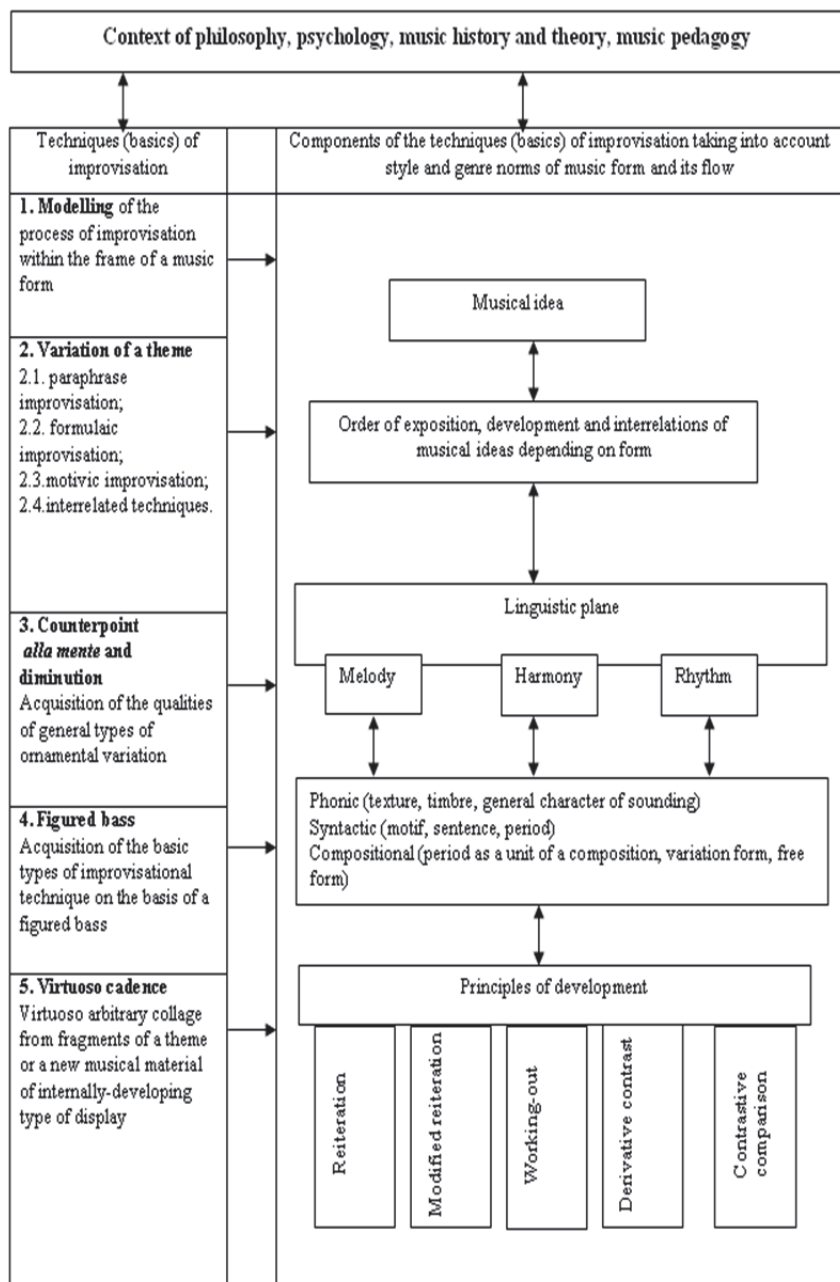 Context of philosophy, psychology, music history and theory, music pedagogy
Techniques (basics) of
improvisation
Components of the techniques (basics) of improvisation taking into account
style and genre norms of music form and its flow
1. Modelling of the
process of improvisation
within the frame of a music
form
2. Variation of a theme
2.1. paraphrase
improvisation;
2.2. formulaic
improvisation;
2.3.motivic improvisation;
2.4.interrelated techniques.
3. Counterpoint
alla mente and
diminution
Acquisition of the qualities
of general types of
ornamental variation
4. Figured bass
Acquisition of the basic
types of improvisational
technique on the basis of a
figured bass
5. Virtuoso cadence
Virtuoso arbitrary collage
from fragments of a theme
or a new musical material
of internally-developing
type of display
Musical idea
Order of exposition, development and interrelations of
musical ideas depending on form
Linguistic plane
Melody
Harmony
Rhythm
Phonic (texture, timbre, general character of sounding)
Syntactic (motif, sentence, period)
Compositional (period as a unit of a composition, variation form, free
form)
Principles of development
Reiteration
Modified reiteration
Working-out
Derivative contrast
Contrastive
comparison